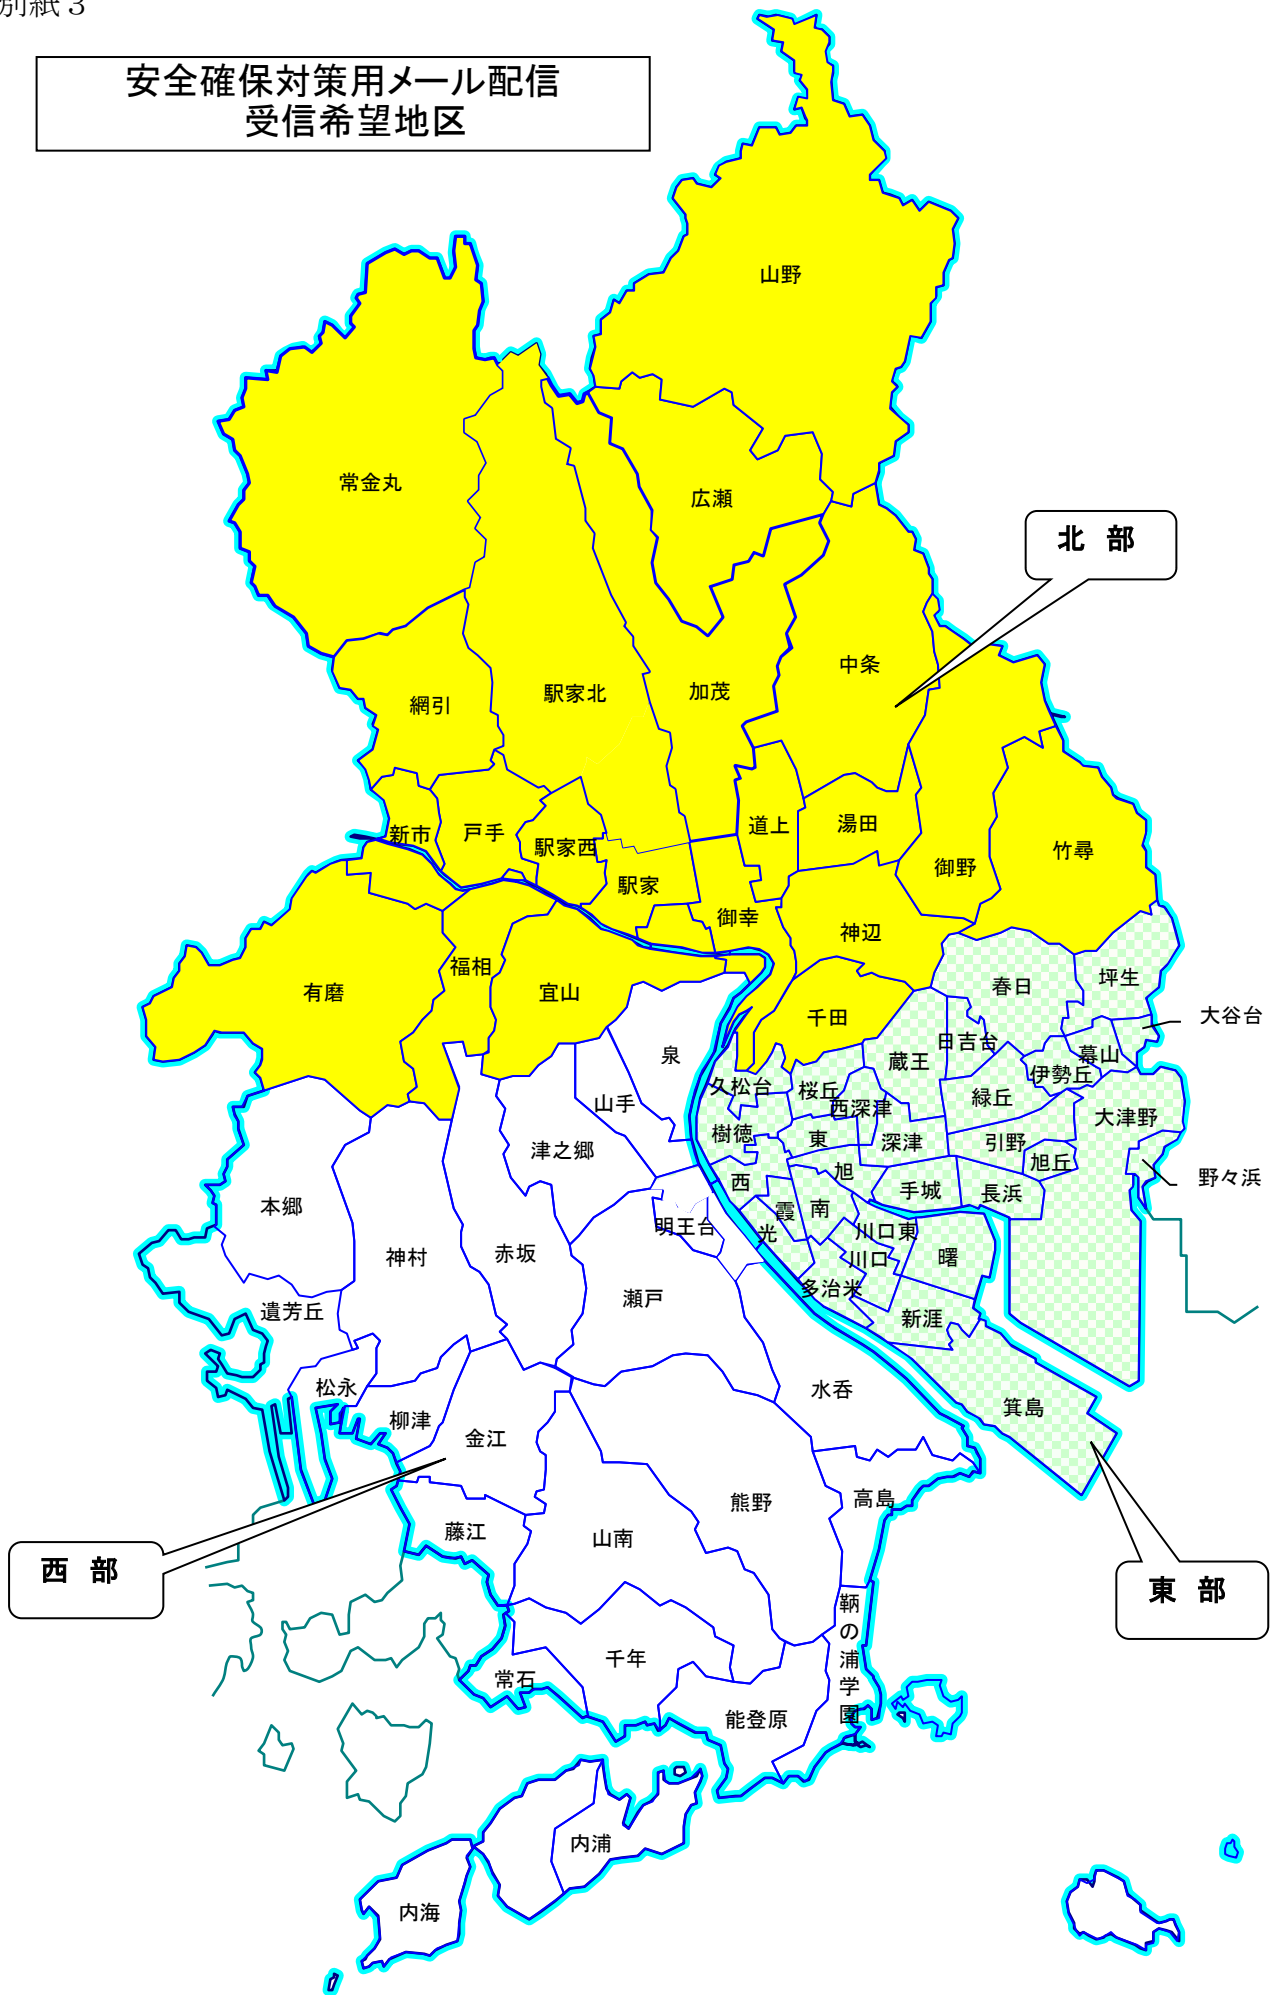 別紙３
安全確保対策用メール配信
受信希望地区
山野
常金丸
広瀬
北 部
中条
駅家北
加茂
網引
道上
湯田
新市
戸手
駅家西
竹尋
御野
駅家
御幸
神辺
福相
宜山
有磨
春日
坪生
千田
大谷台
日吉台
泉
蔵王
幕山
伊勢丘
久松台
桜丘
緑丘
山手
西深津
大津野
樹徳
東
深津
引野
津之郷
旭丘
旭
野々浜
西
手城
長浜
本郷
霞
南
明王台
光
川口東
神村
赤坂
川口
曙
多治米
瀬戸
遺芳丘
新涯
松永
水呑
箕島
柳津
金江
熊野
高島
藤江
山南
西 部
東 部
鞆の浦学園
千年
常石
能登原
内浦
内海